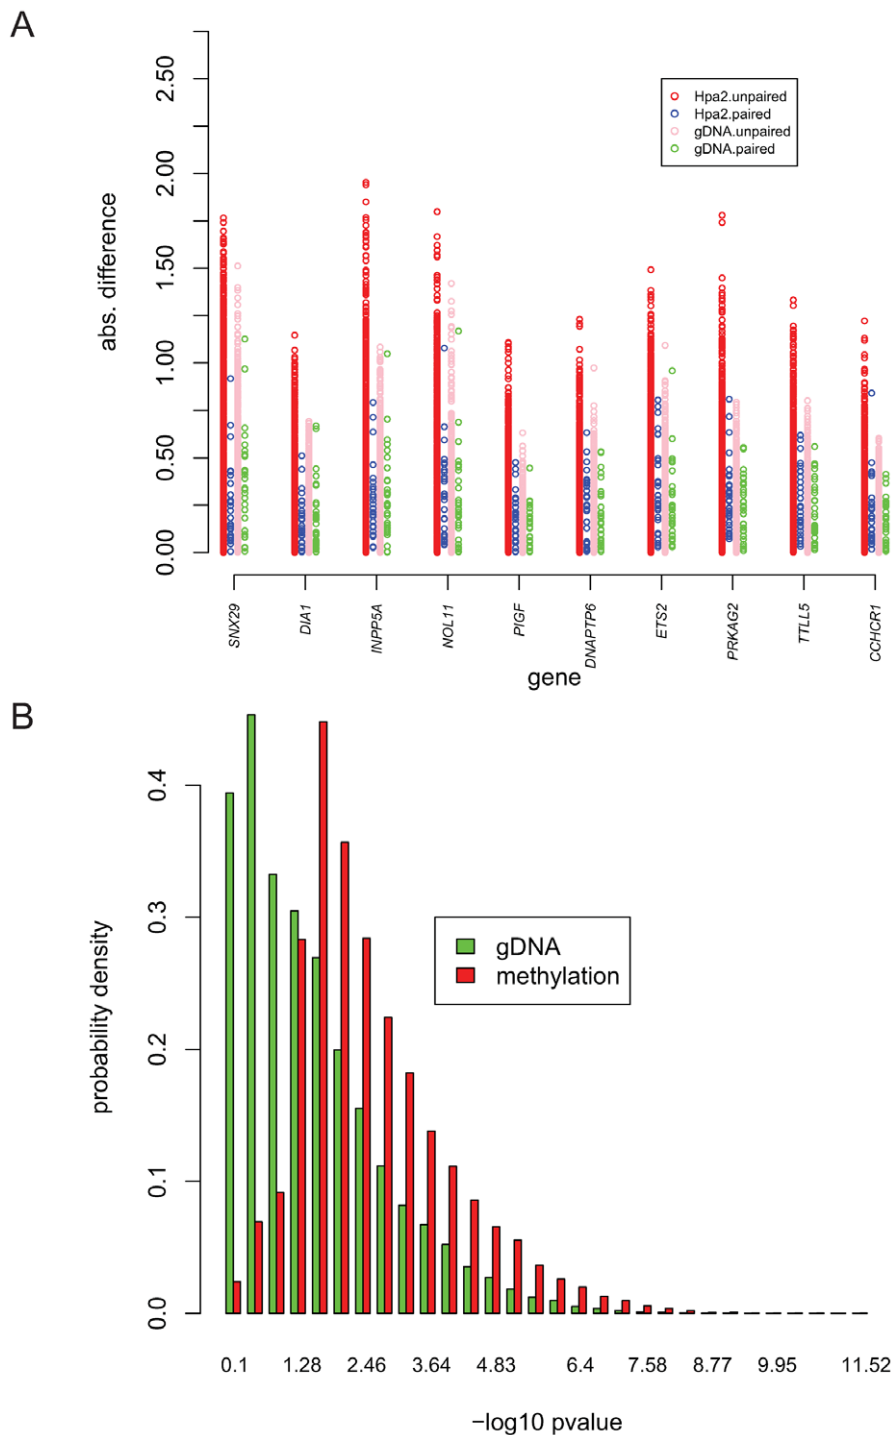 A
abs. difference
0.00 0.50 1.00 1.50 2.00 2.50
Hpa2.unpaired
Hpa2.paired
gDNA.unpaired
gDNA.paired
SNX29 DIA1 INPP5A NOL11 PIGF DNAPTP6 ETS2 PRKAG2 TTLL5 CCHCR1
gene
B
probability density
0.0 0.1 0.2 0.3 0.4
gDNA
methylation
0.1 1.28 2.46 3.64 4.83 6.4 7.58 8.77 9.95 11.52
−log10 pvalue